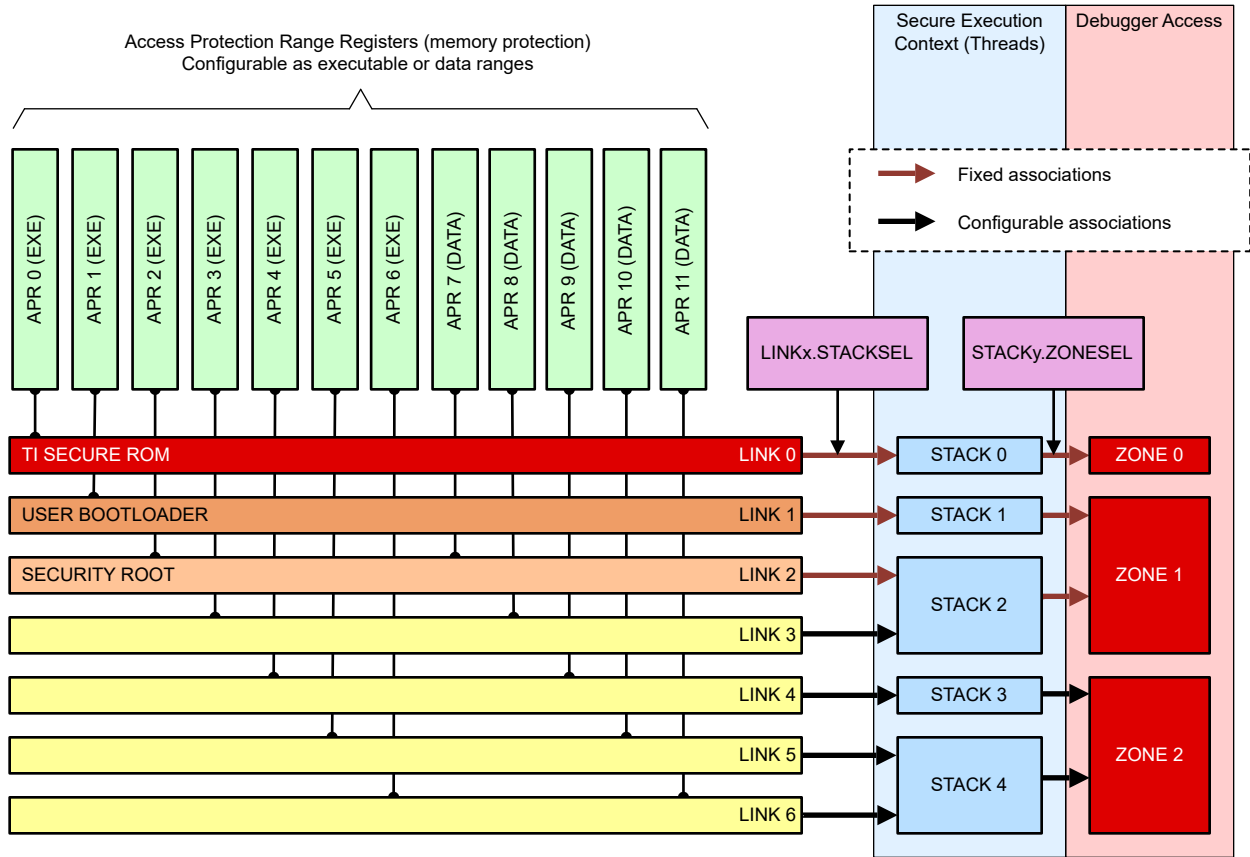 Access Protection Range Registers (memory protection)
Configurable as executable or data ranges
Secure Execution
Context (Threads)
Debugger Access
Fixed associations
Configurable associations
APR 0 (EXE)
APR 1 (EXE)
APR 2 (EXE)
APR 3 (EXE)
APR 4 (EXE)
APR 5 (EXE)
APR 6 (EXE)
APR 7 (DATA)
APR 8 (DATA)
APR 9 (DATA)
APR 10 (DATA)
APR 11 (DATA)
LINKx.STACKSEL
STACKy.ZONESEL
TI SECURE ROM
LINK 0
STACK 0
ZONE 0
USER BOOTLOADER
LINK 1
STACK 1
ZONE 1
SECURITY ROOT
LINK 2
STACK 2
LINK 3
LINK 4
STACK 3
LINK 5
ZONE 2
STACK 4
LINK 6